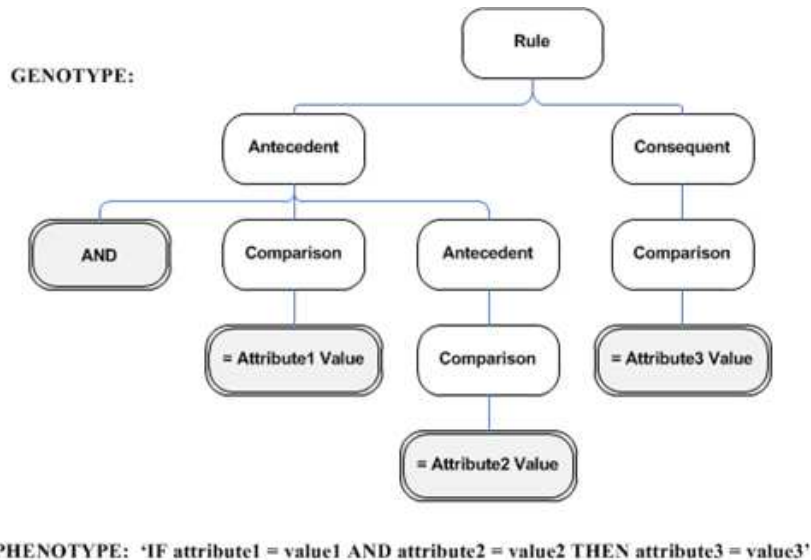 Rule
GENOTYPE:
Antecedent
Consequent
AND
Comparison
Antecedent
Comparison
= Attribute1 Value
Comparison
= Attribute3 Value
= Attribute2 Value
PHENOTYPE: ‘IF attribute1 = value1 AND attribute2 = value2 THEN attribute3 = value3’